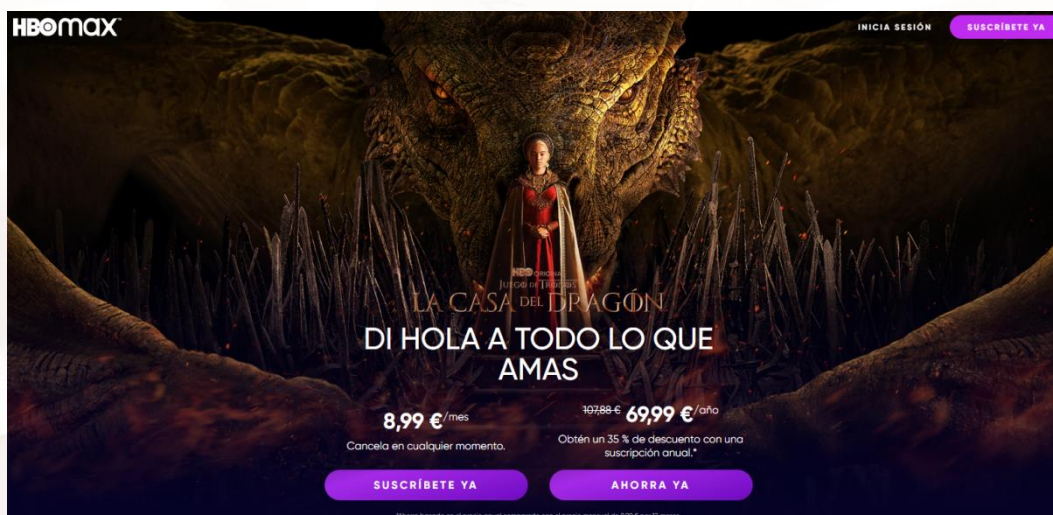 HBOmax
INICIA SESIÓN
SUSCRÍBETE YA
HBO ORIGINAL
JUEGO DE TRONOS
LA CASA DEL DRAGÓN
DI HOLA A TODO LO QUE
AMAS
8,99 €/mes
107,88 € 69,99 €/año
Cancela en cualquier momento.
Obtén un 35 % de descuento con una
suscripción anual.*
SUSCRÍBETE YA
AHORRA YA